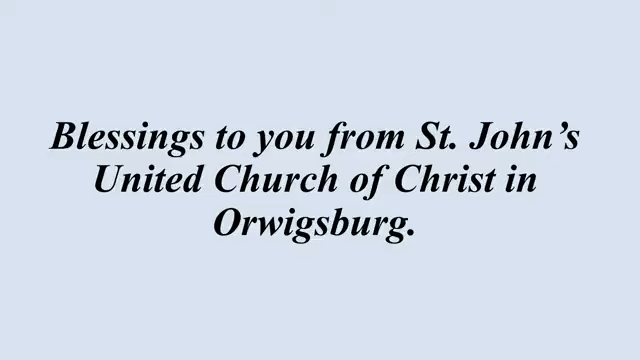 Blessings to you from St. John’s
United Church of Christ in
Orwigsburg.